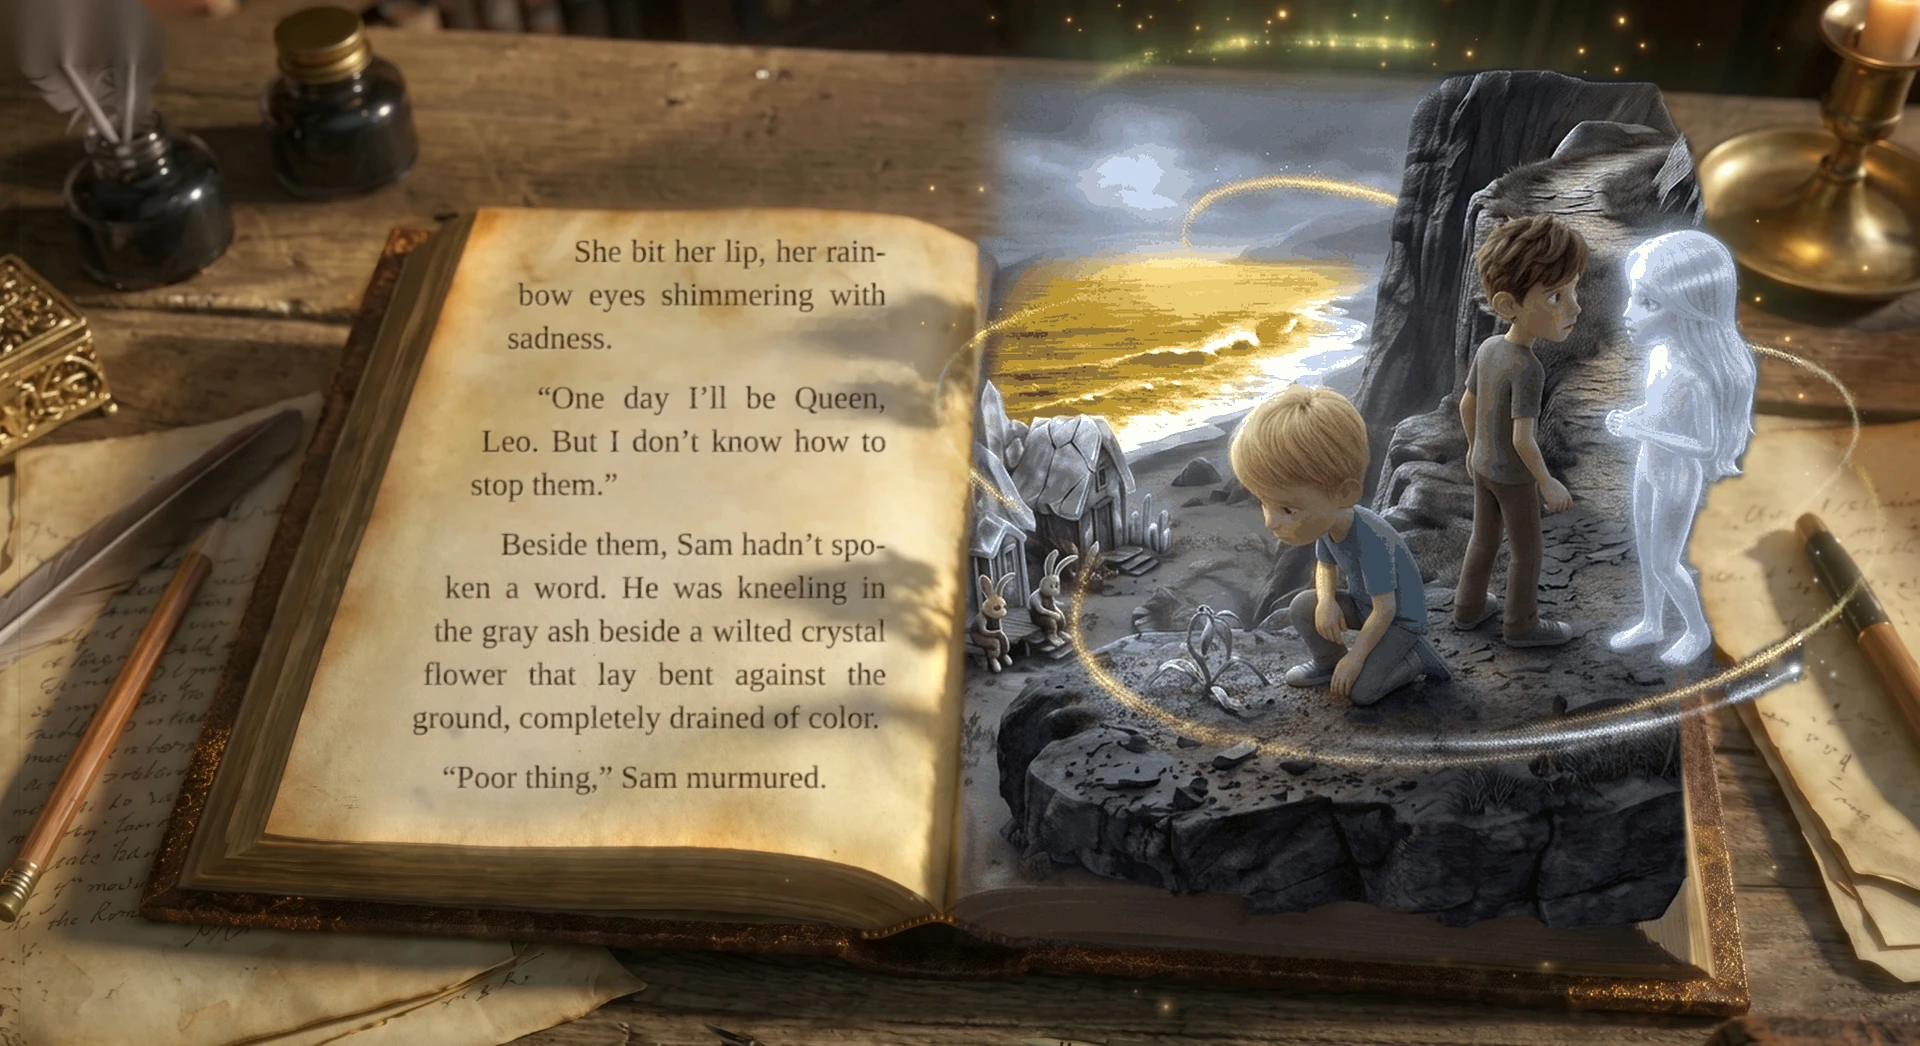 She bit her lip, her rain-
bow eyes shimmering with
sadness.
“One day I’ll be Queen,
Leo. But I don’t know how to
stop them.”
Beside them, Sam hadn’t spo-
ken a word. He was kneeling in
the gray ash beside a wilted crystal
flower that lay bent against the
ground, completely drained of color.
“Poor thing,” Sam murmured.